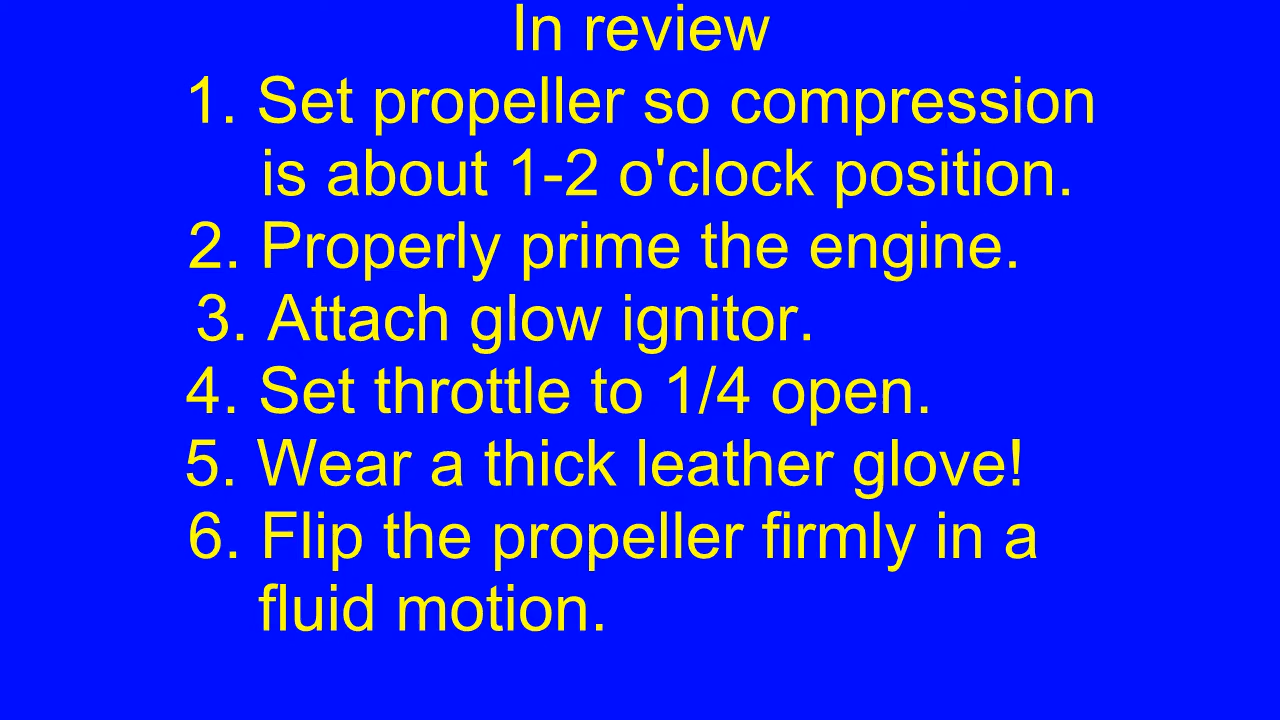 In review
1. Set propeller so compression
is about 1-2 o'clock position.
2. Properly prime the engine.
3. Attach glow ignitor.
4. Set throttle to 1/4 open.
5. Wear a thick leather glove!
6. Flip the propeller firmly in a
fluid motion.